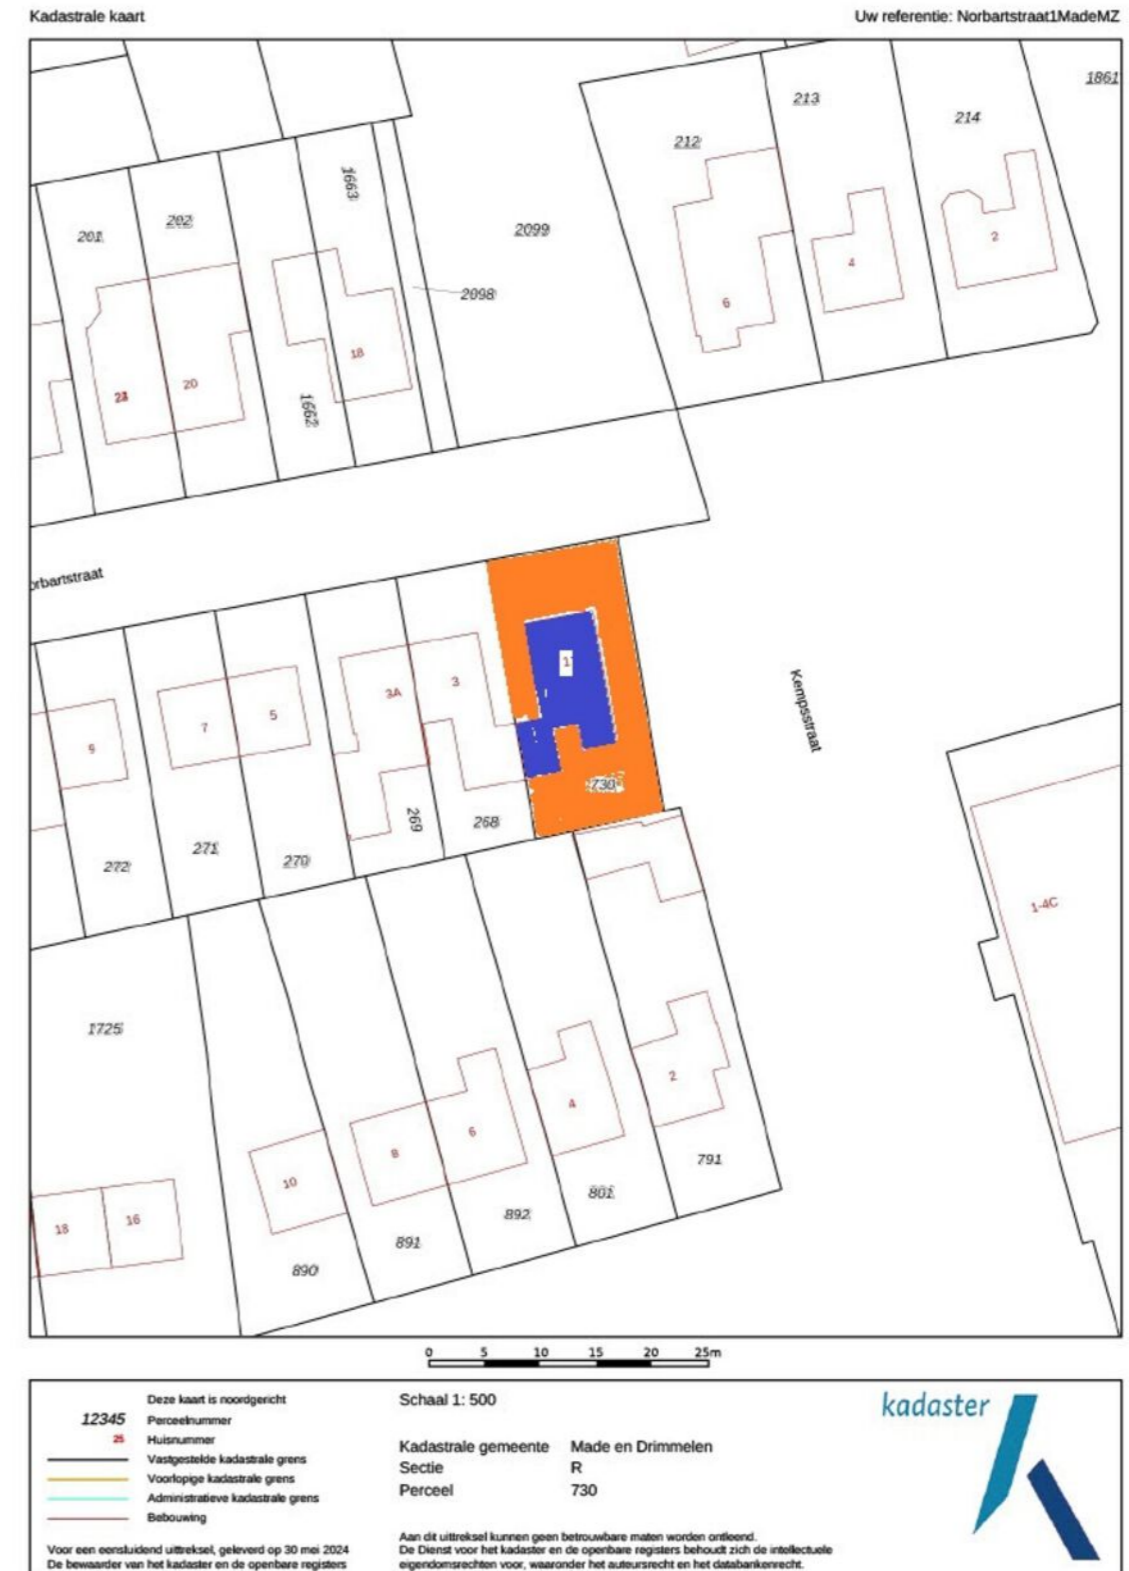 Kadastrale kaart
Uw referentie: Norbartstraat1MadeMZ
1861
213
214
212
1663
202
201
2099
2
4
2098
6
18
20
1662
orbartstraat
1
3
3A
Kempsstraat
5
7
9
730
269
268
271
270
272
1-4C
1725
2
4
6
8
791
10
801
892
16
18
891
890
0 5 10 15 20 25m
Deze kaart is noordgericht
12345 Perceelnummer
25 Huisnummer
Vastgestelde kadastrale grens
Voorlopige kadastrale grens
Administratieve kadastrale grens
Bebouwing
Voor een eensluidend uittreksel, geleverd op 30 mei 2024
De bewaarder van het kadaster en de openbare registers
Schaal 1: 500
Kadastrale gemeente Made en Drimmelen
Sectie R
Perceel 730
Aan dit uittreksel kunnen geen betrouwbare maten worden ontleend.
De Dienst voor het kadaster en de openbare registers behoudt zich de intellectuele
eigendomsrechten voor, waaronder het auteursrecht en het databankenrecht.
kadaster